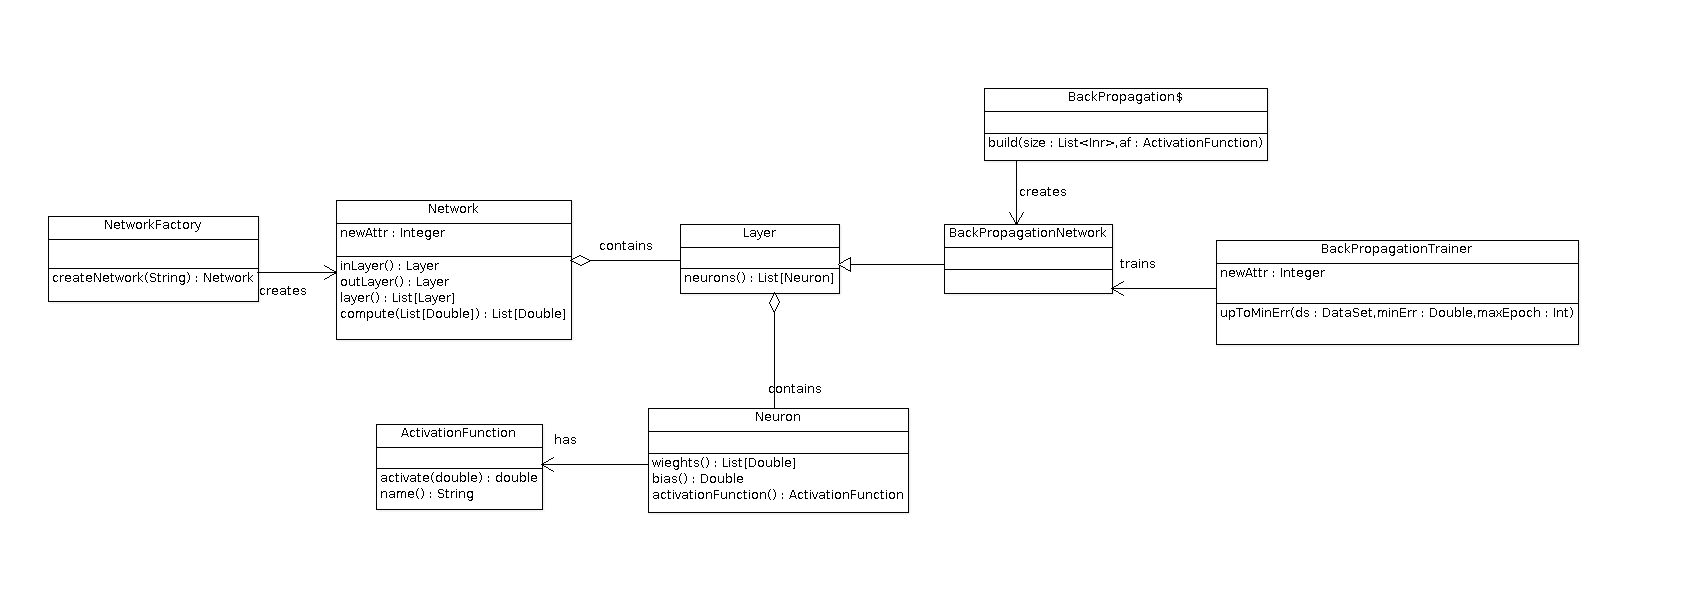 BackPropagation$
build(size : List<Inr>,af : ActivationFunction)
creates
NetworkFactory
createNetwork(String) : Network
creates
Network
newAttr : Integer
inLayer() : Layer
outLayer() : Layer
layer() : List[Layer]
compute(List[Double]) : List[Double]
contains
Layer
neurons() : List[Neuron]
BackPropagationNetwork
trains
BackPropagationTrainer
newAttr : Integer
upToMinErr(ds : DataSet,minErr : Double,maxEpoch : Int)
contains
ActivationFunction
activate(double) : double
name() : String
has
Neuron
wieghts() : List[Double]
bias() : Double
activationFunction() : ActivationFunction